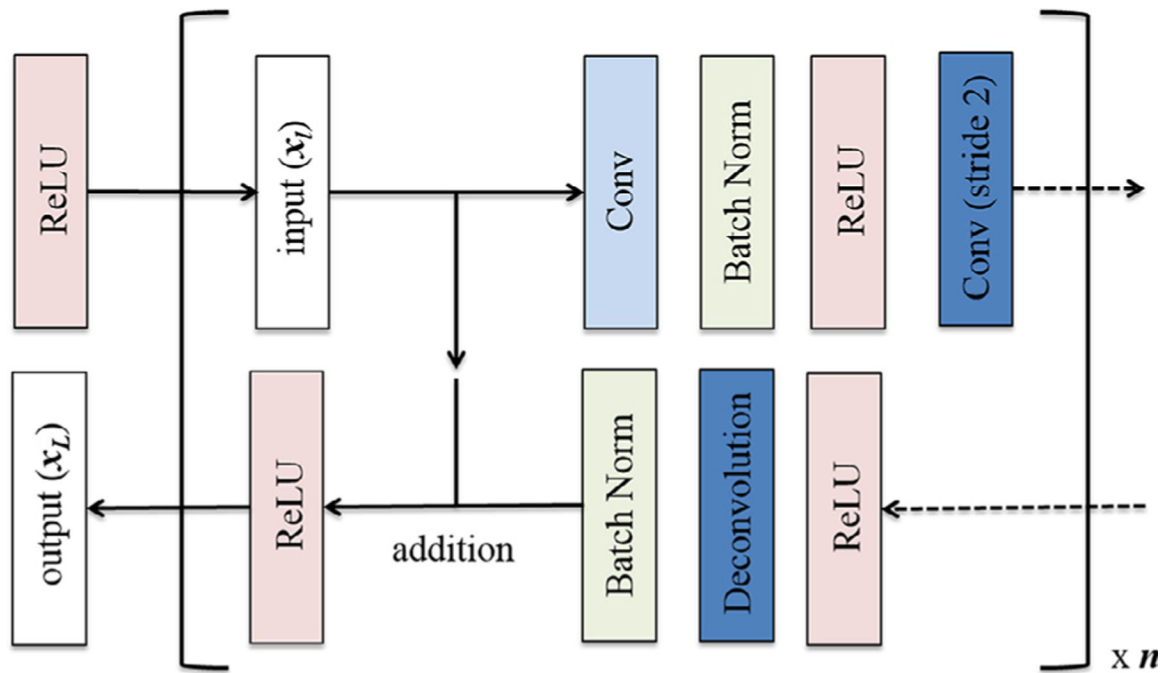 ReLU
input (x_l)
Conv
Batch Norm
ReLU
Conv (stride 2)
output (x_L)
ReLU
addition
Batch Norm
Deconvolution
ReLU
x n